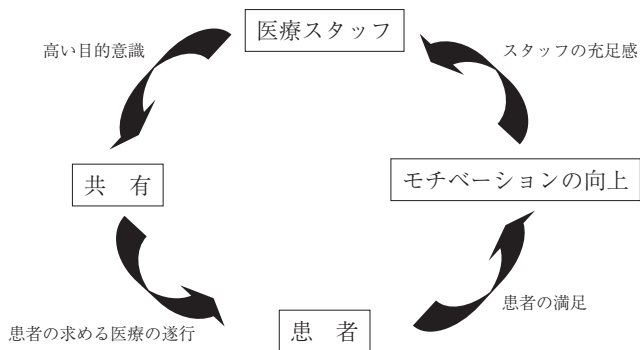 医療スタッフ
高い目的意識
スタッフの充足感
共 有
モチベーションの向上
患者の求める医療の遂行
患者の満足
患 者